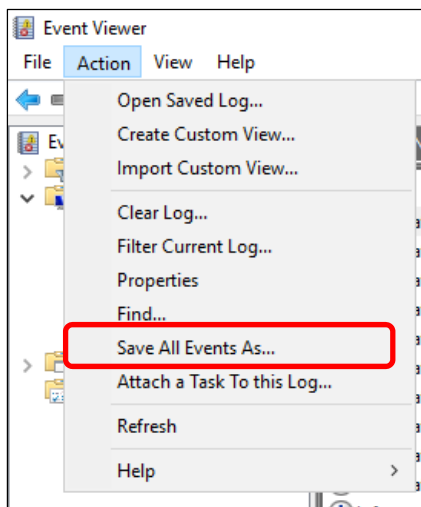 Event Viewer
File Action View Help
Open Saved Log...
Create Custom View...
Import Custom View...
Clear Log...
Filter Current Log...
Properties
Find...
Save All Events As...
Attach a Task To this Log...
Refresh
Help